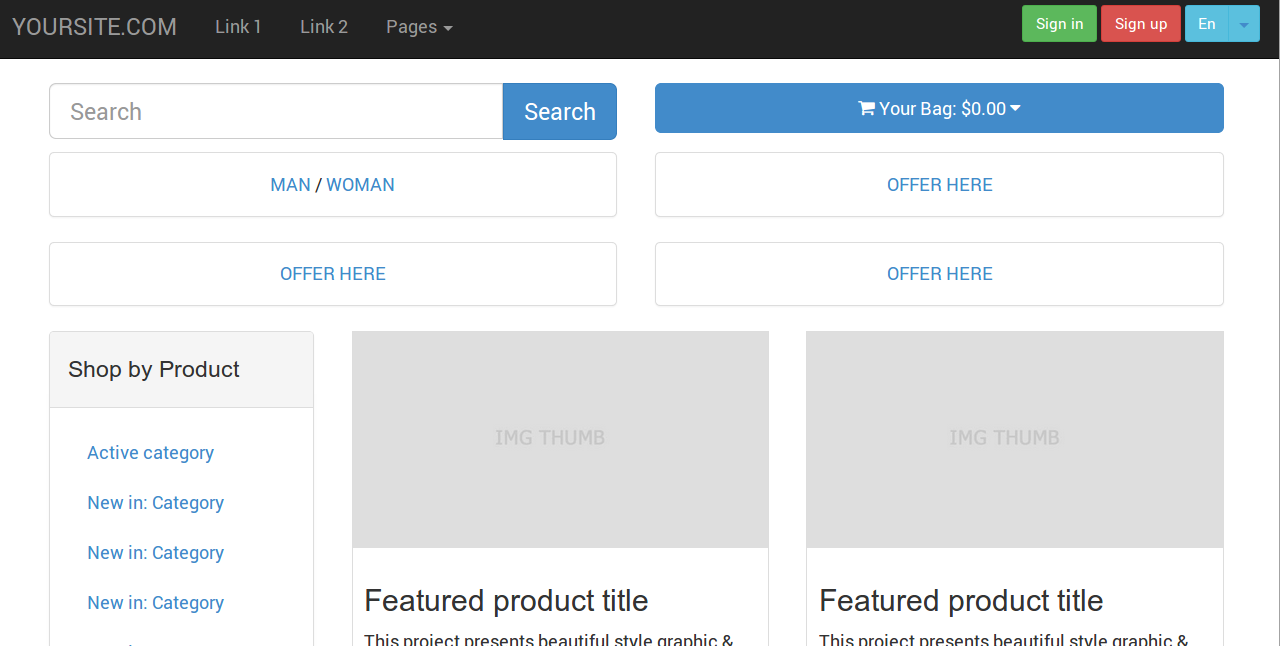 YOURSITE.COM Link 1 Link 2 Pages Sign in Sign up En
Search Search Your Bag: $0.00
MAN / WOMAN OFFER HERE
OFFER HERE OFFER HERE
Shop by Product
IMG THUMB IMG THUMB
Active category
New in: Category
New in: Category
New in: Category
Featured product title Featured product title
This project presents beautiful style graphic & This project presents beautiful style graphic &